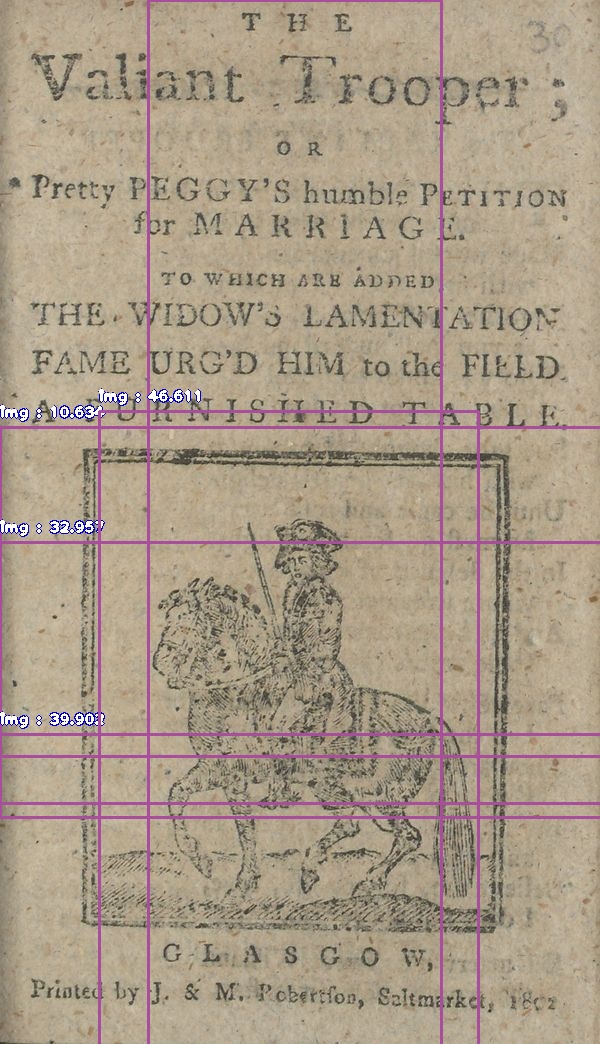 30
THE
Valiant Trooper;
OR
Pretty PEGGY'S humble PETITION
for MARRIAGE.
TO WHICH ARE ADDED,
THE WIDOW'S LAMENTATION
FAME URG'D HIM to the FIELD.
A FURNISHED TABLE.
Img : 46.611
Img : 10.634
Img : 32.957
Img : 39.902
GLASGOW,
Printed by J. & M. Robertſon, Saltmarket, 1802